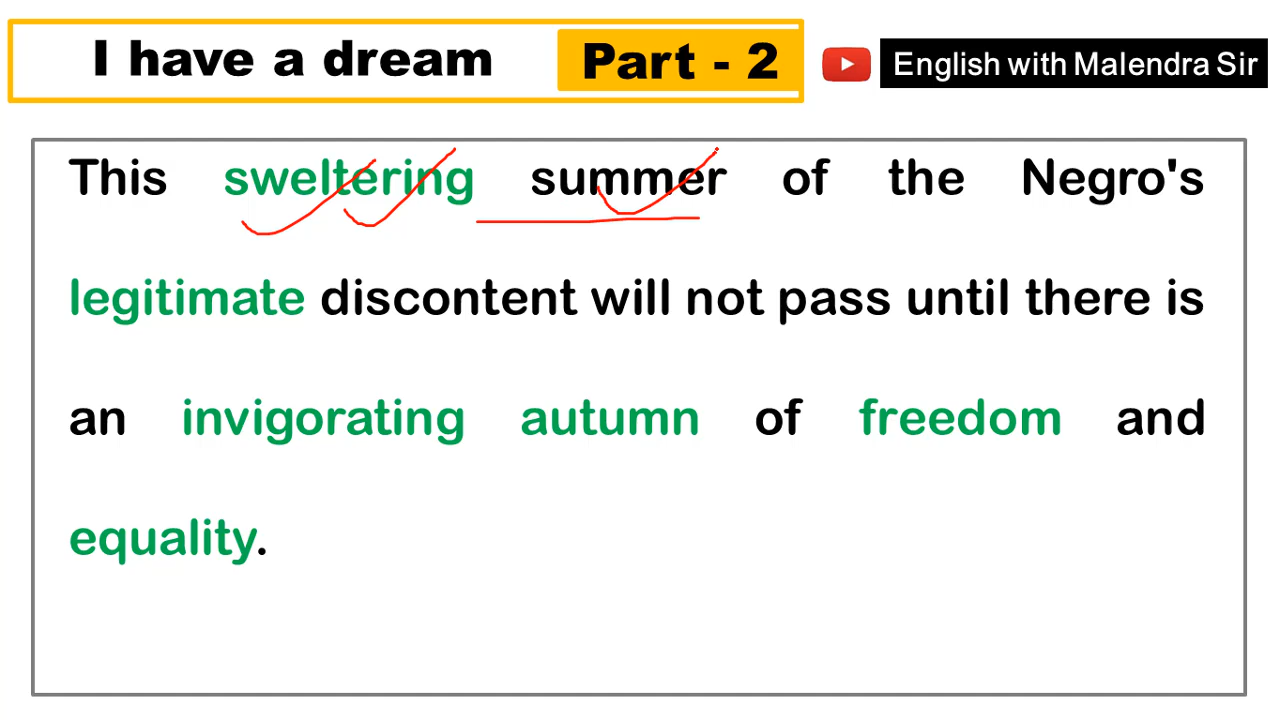 I have a dream Part - 2 English with Malendra Sir
This sweltering summer of the Negro's
legitimate discontent will not pass until there is
an invigorating autumn of freedom and
equality.